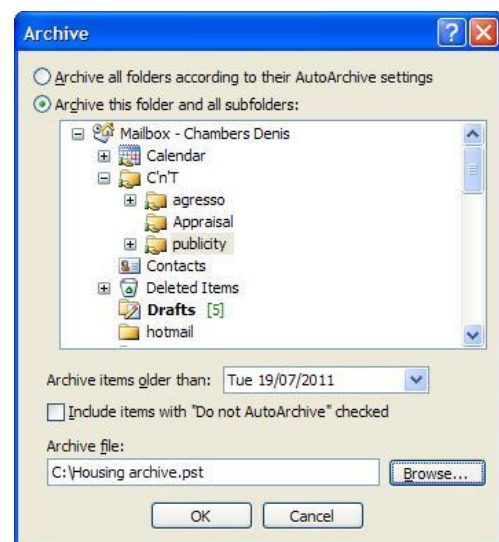 Archive
Archive all folders according to their AutoArchive settings
Archive this folder and all subfolders:
Mailbox - Chambers Denis
Calendar
C'n'T
agresso
Appraisal
publicity
Contacts
Deleted Items
Drafts [5]
hotmail
Archive items older than: Tue 19/07/2011
Include items with "Do not AutoArchive" checked
Archive file:
C:\Housing archive.pst Browse...
OK Cancel